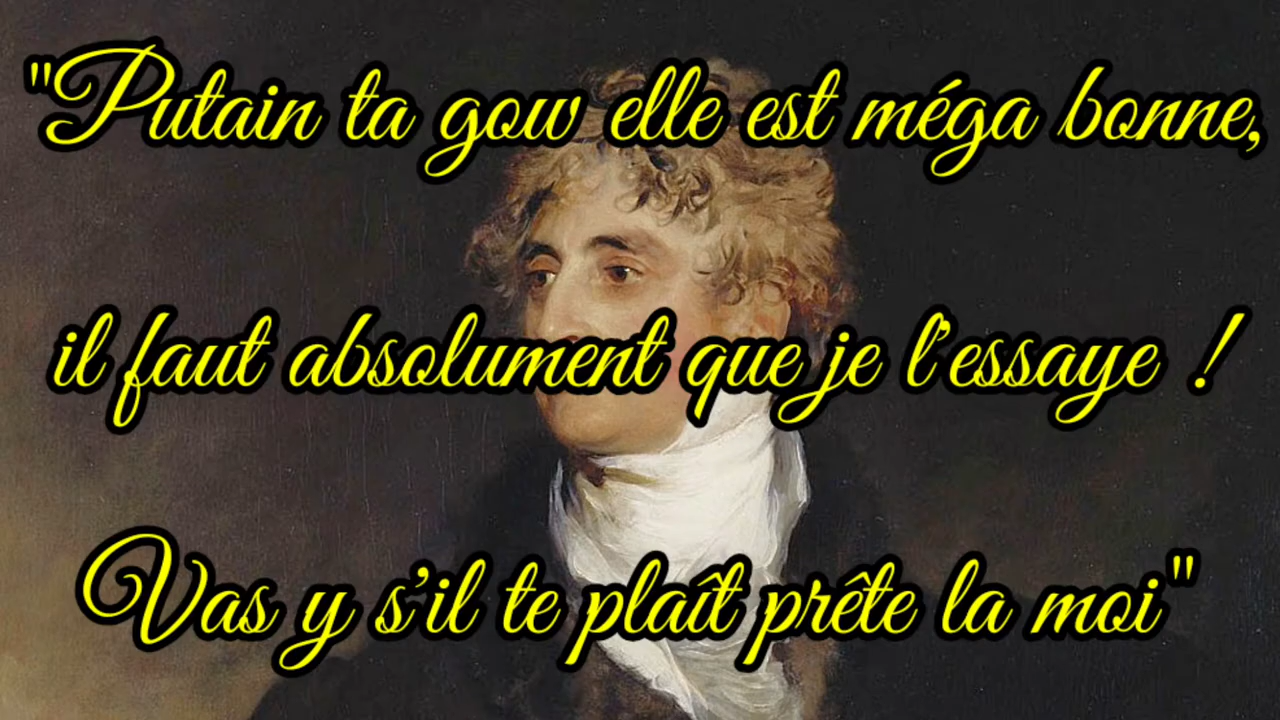 "Putain ta gow elle est méga bonne,
il faut absolument que je l'essaye !
Vas y s'il te plaît prête la moi"